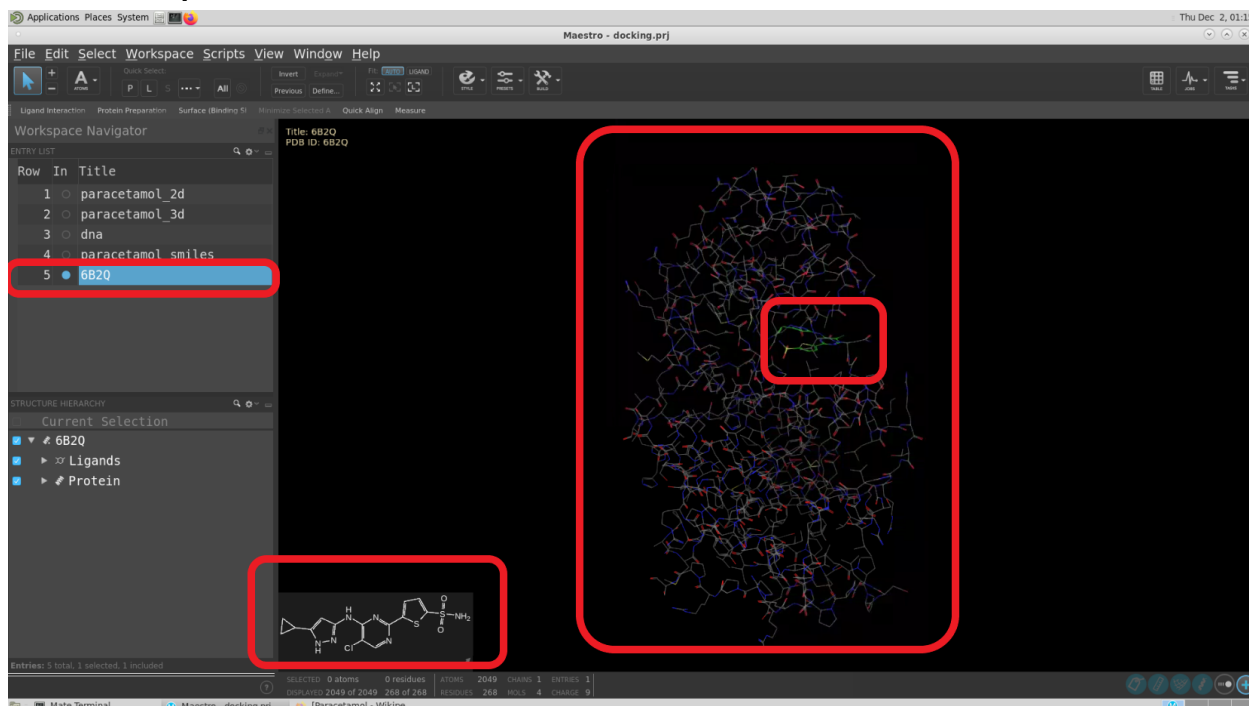 Applications Places System
Thu Dec 2, 01:1
Maestro - docking.prj
File Edit Select Workspace Scripts View Window Help
Quick Select:
Invert Expand
Fit: AUTO LIGAND
ATOMS
P L S All
Previous Define...
STYLE PRESETS BUILD
TABLE JOBS TASKS
Ligand Interaction Protein Preparation Surface (Binding Si Minimize Selected A Quick Align Measure
Workspace Navigator
ENTRY LIST
Row In Title
1 paracetamol_2d
2 paracetamol_3d
3 dna
4 paracetamol_smiles
5 6B2Q
Title: 6B2Q
PDB ID: 6B2Q
STRUCTURE HIERARCHY
Current Selection
6B2Q
Ligands
Protein
H
N
N
N
Cl
N
N
H
S
O
S
O
NH2
Entries: 5 total, 1 selected, 1 included
SELECTED 0 atoms 0 residues ATOMS 2049 CHAINS 1 ENTRIES 1
DISPLAYED 2049 of 2049 268 of 268 RESIDUES 268 MOLS 4 CHARGE 9
Mate Terminal
Maestro - docking.prj
[Paracetamol - Wikipe